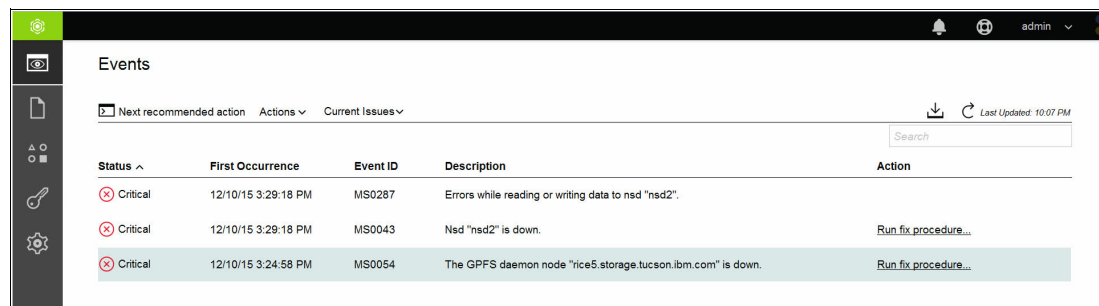 admin
Events
Next recommended action Actions Current Issues Last Updated: 10:07 PM
Search
Status First Occurrence Event ID Description Action
Critical 12/10/15 3:29:18 PM MS0287 Errors while reading or writing data to nsd "nsd2".
Critical 12/10/15 3:29:18 PM MS0043 Nsd "nsd2" is down. Run fix procedure...
Critical 12/10/15 3:24:58 PM MS0054 The GPFS daemon node "rice5.storage.tucson.ibm.com" is down. Run fix procedure...